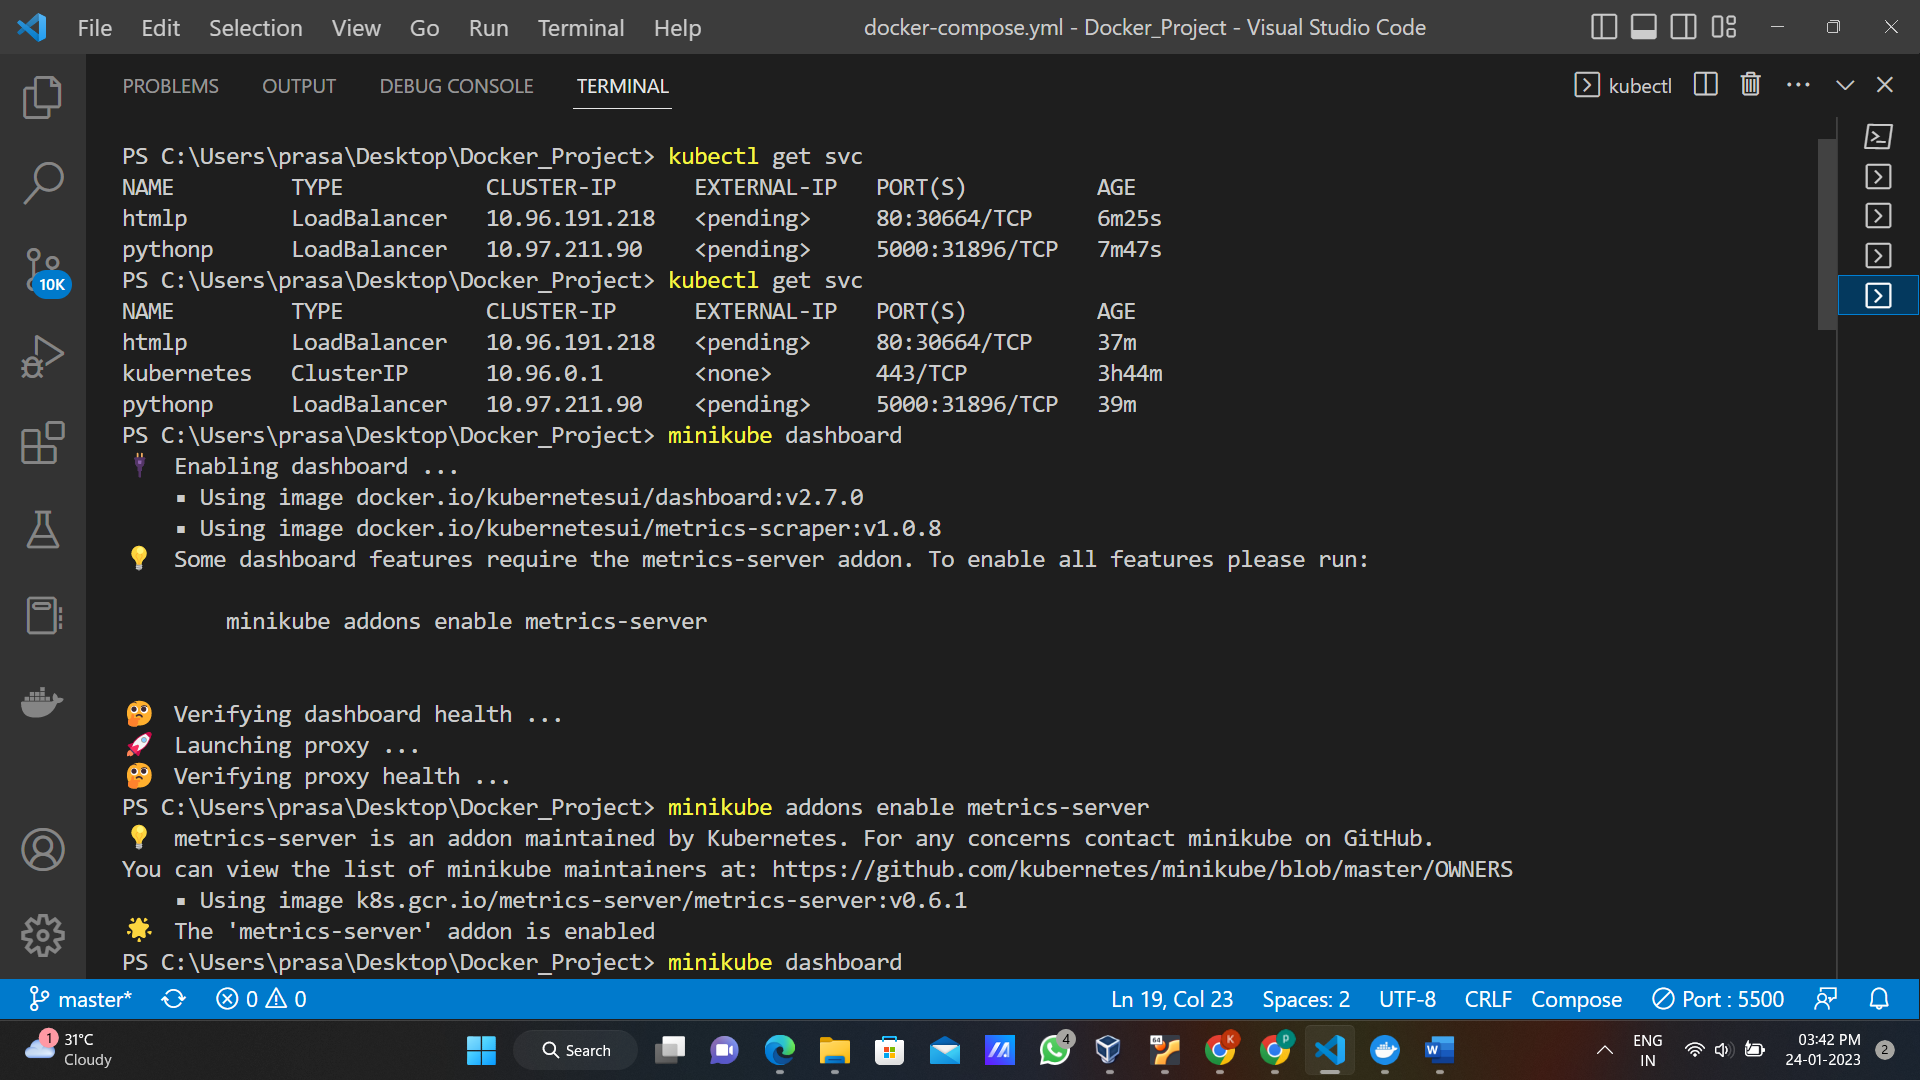 File Edit Selection View Go Run Terminal Help docker-compose.yml - Docker_Project - Visual Studio Code
PROBLEMS OUTPUT DEBUG CONSOLE TERMINAL kubectl
PS C:\Users\prasa\Desktop\Docker_Project> kubectl get svc
NAME TYPE CLUSTER-IP EXTERNAL-IP PORT(S) AGE
htmlp LoadBalancer 10.96.191.218 <pending> 80:30664/TCP 6m25s
pythonp LoadBalancer 10.97.211.90 <pending> 5000:31896/TCP 7m47s
PS C:\Users\prasa\Desktop\Docker_Project> kubectl get svc
NAME TYPE CLUSTER-IP EXTERNAL-IP PORT(S) AGE
htmlp LoadBalancer 10.96.191.218 <pending> 80:30664/TCP 37m
kubernetes ClusterIP 10.96.0.1 <none> 443/TCP 3h44m
pythonp LoadBalancer 10.97.211.90 <pending> 5000:31896/TCP 39m
PS C:\Users\prasa\Desktop\Docker_Project> minikube dashboard
Enabling dashboard ...
▪ Using image docker.io/kubernetesui/dashboard:v2.7.0
▪ Using image docker.io/kubernetesui/metrics-scraper:v1.0.8
💡 Some dashboard features require the metrics-server addon. To enable all features please run:
minikube addons enable metrics-server
🤔 Verifying dashboard health ...
🚀 Launching proxy ...
🤔 Verifying proxy health ...
PS C:\Users\prasa\Desktop\Docker_Project> minikube addons enable metrics-server
💡 metrics-server is an addon maintained by Kubernetes. For any concerns contact minikube on GitHub.
You can view the list of minikube maintainers at: https://github.com/kubernetes/minikube/blob/master/OWNERS
▪ Using image k8s.gcr.io/metrics-server/metrics-server:v0.6.1
🌟 The 'metrics-server' addon is enabled
PS C:\Users\prasa\Desktop\Docker_Project> minikube dashboard
10K
master* 0 0 Ln 19, Col 23 Spaces: 2 UTF-8 CRLF Compose Port : 5500
1 31°C
Cloudy
Search
4
64
K
P
W
ENG
IN
03:42 PM
24-01-2023
2